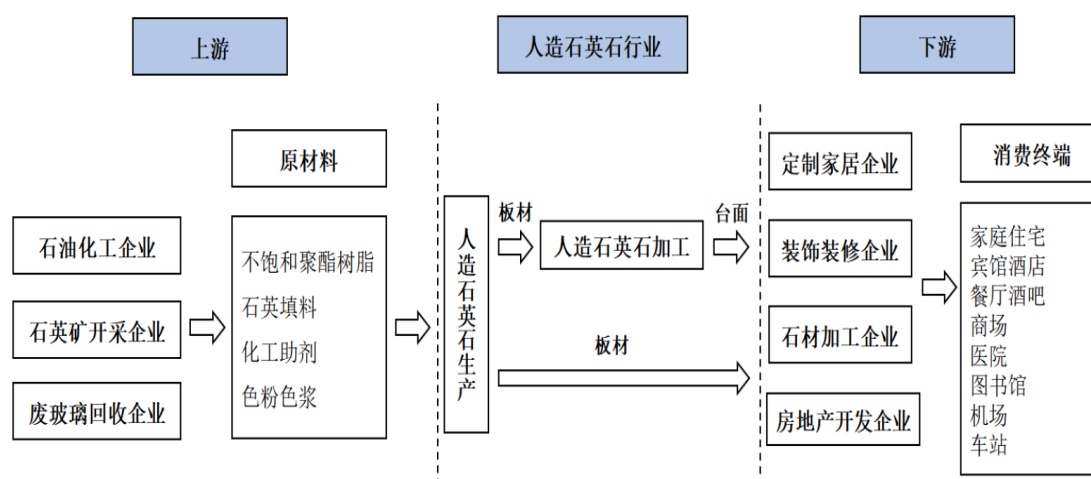 上游
人造石英石行业
下游
原材料
石油化工企业
石英矿开采企业
废玻璃回收企业
不饱和聚酯树脂
石英填料
化工助剂
色粉色浆
人造石英石生产
板材
人造石英石加工
台面
板材
定制家居企业
装饰装修企业
石材加工企业
房地产开发企业
消费终端
家庭住宅
宾馆酒店
餐厅酒吧
商场
医院
图书馆
机场
车站